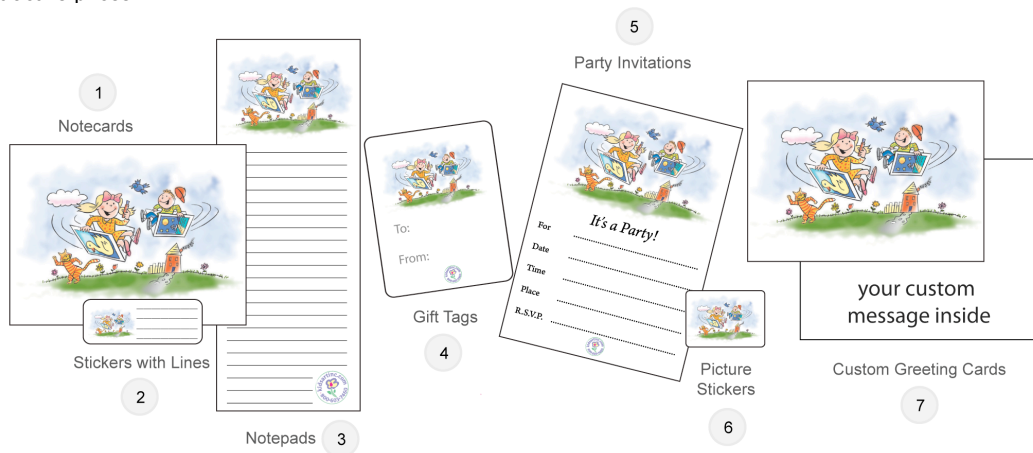 1
Notecards
Stickers with Lines
2
Notepads 3
To:
From:
Gift Tags
4
5
Party Invitations
It's a Party!
For
Date
Time
Place
R.S.V.P.
Picture
Stickers
6
your custom
message inside
Custom Greeting Cards
7